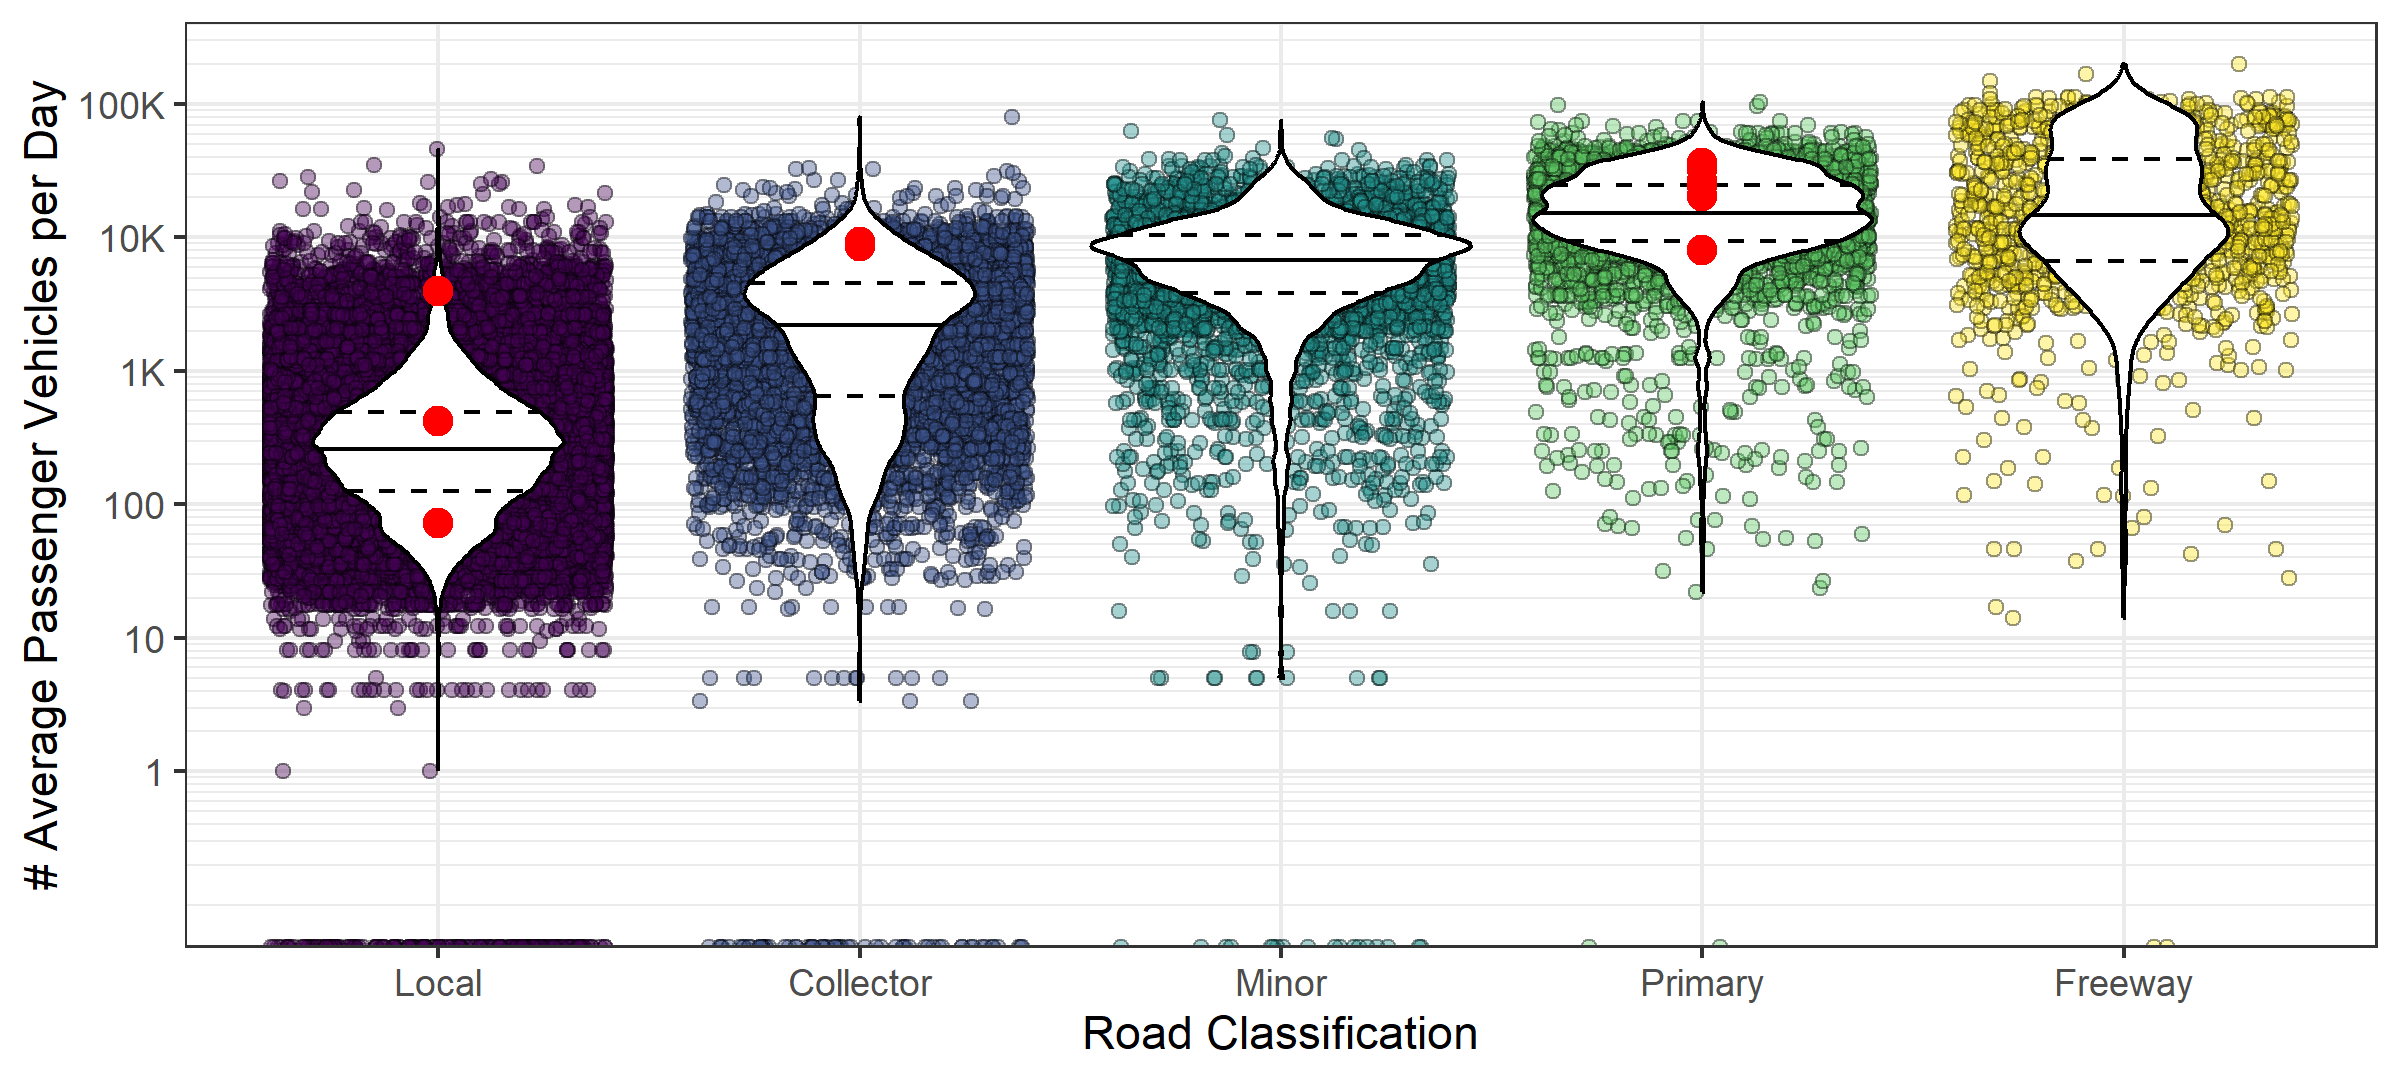 # Average Passenger Vehicles per Day
100K
10K
1K
100
10
1
Local Collector Minor Primary Freeway
Road Classification